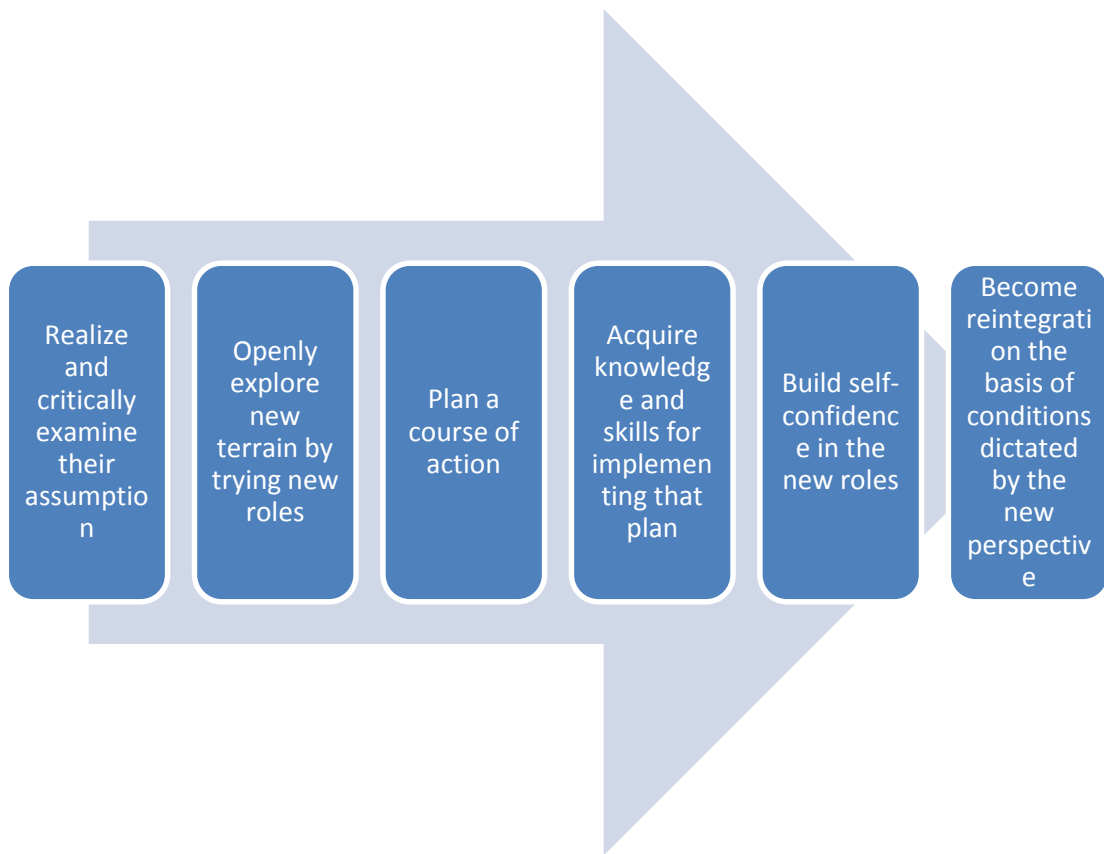 Realize
and
critically
examine
their
assumptio
n
Openly
explore
new
terrain by
trying new
roles
Plan a
course of
action
Acquire
knowledg
e and
skills for
implemen
ting that
plan
Build self-
confidenc
e in the
new roles
Become
reintegrati
on the
basis of
conditions
dictated
by the
new
perspectiv
e